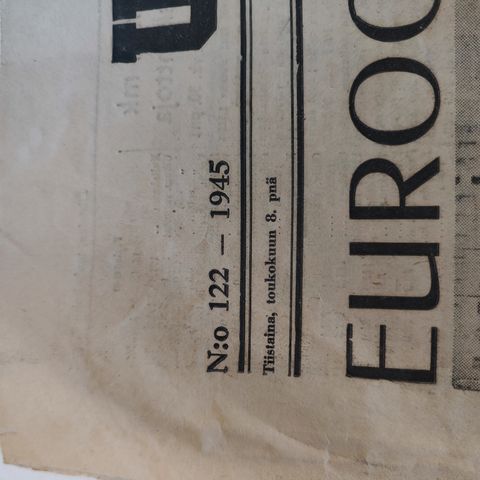 N:o 122 — 1945
Tiistaina, toukokuun 8. pnä
EUROO